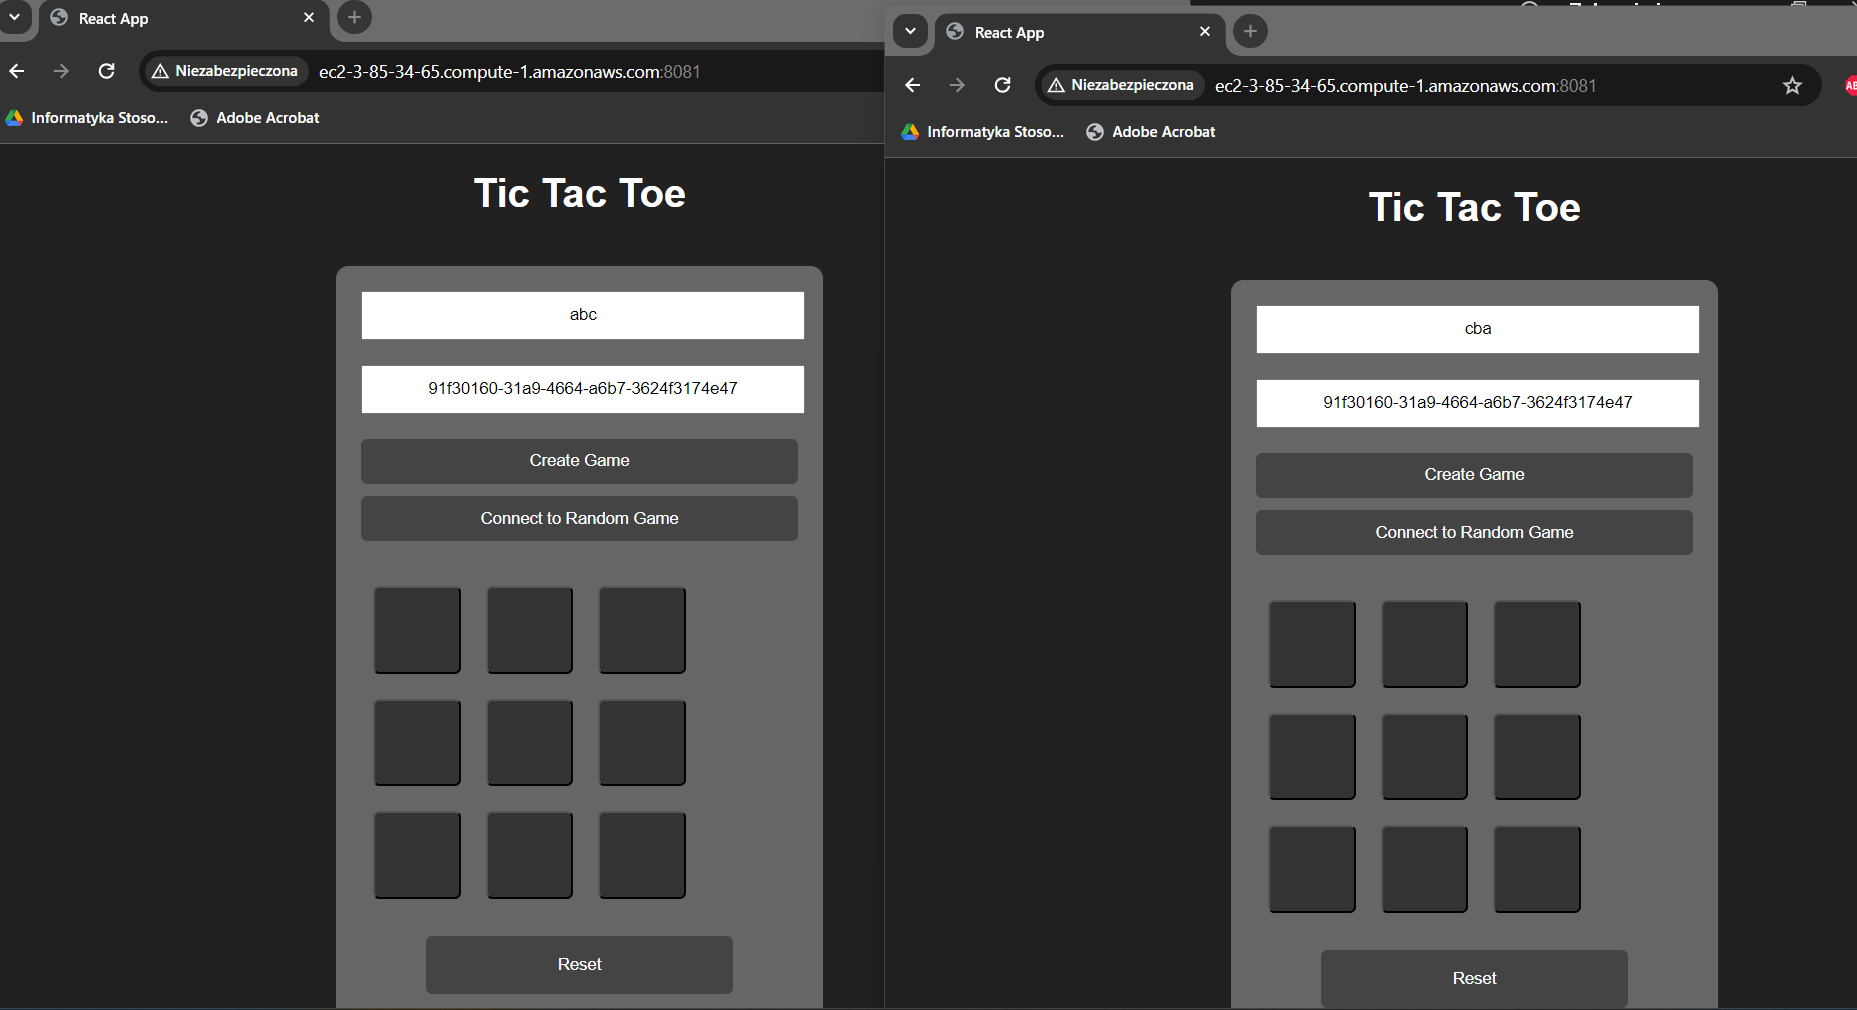 React App
Niezabezpieczona ec2-3-85-34-65.compute-1.amazonaws.com:8081
Informatyka Stoso... Adobe Acrobat
Tic Tac Toe
abc
91f30160-31a9-4664-a6b7-3624f3174e47
Create Game
Connect to Random Game
Reset
React App
Niezabezpieczona ec2-3-85-34-65.compute-1.amazonaws.com:8081
Informatyka Stoso... Adobe Acrobat
Tic Tac Toe
cba
91f30160-31a9-4664-a6b7-3624f3174e47
Create Game
Connect to Random Game
Reset